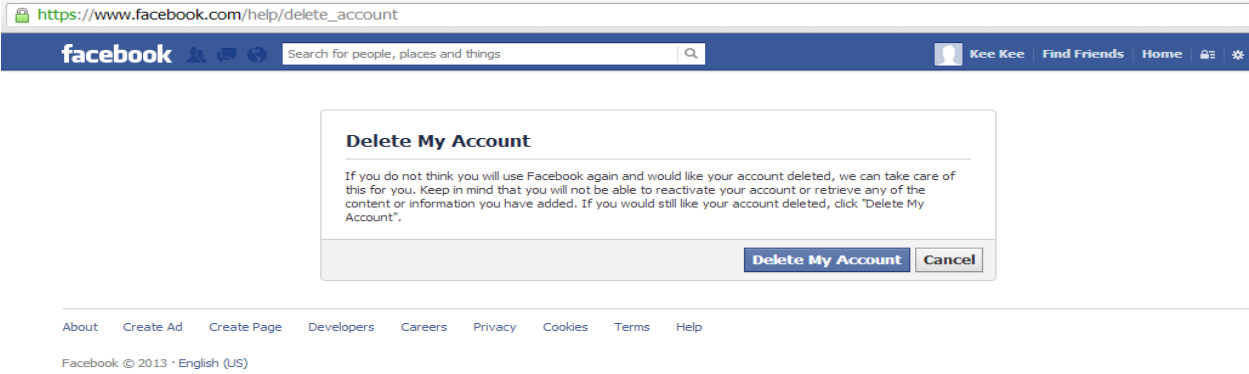 https://www.facebook.com/help/delete_account
facebook Search for people, places and things Kee Kee Find Friends Home
Delete My Account
If you do not think you will use Facebook again and would like your account deleted, we can take care of
this for you. Keep in mind that you will not be able to reactivate your account or retrieve any of the
content or information you have added. If you would still like your account deleted, click "Delete My
Account".
Delete My Account Cancel
About Create Ad Create Page Developers Careers Privacy Cookies Terms Help
Facebook © 2013 · English (US)